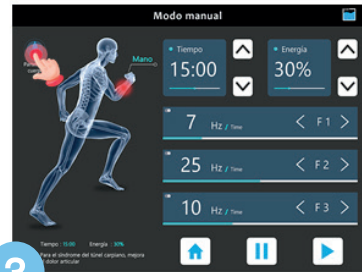 Modo manual
Mano
Tiempo
15:00
Energía
30%
7 Hz / Time < F1 >
25 Hz / Time < F2 >
10 Hz / Time < F3 >
Tiempo : 15:00 Energía : 30%
Para el síndrome del túnel carpiano, mejora
el dolor articular
3